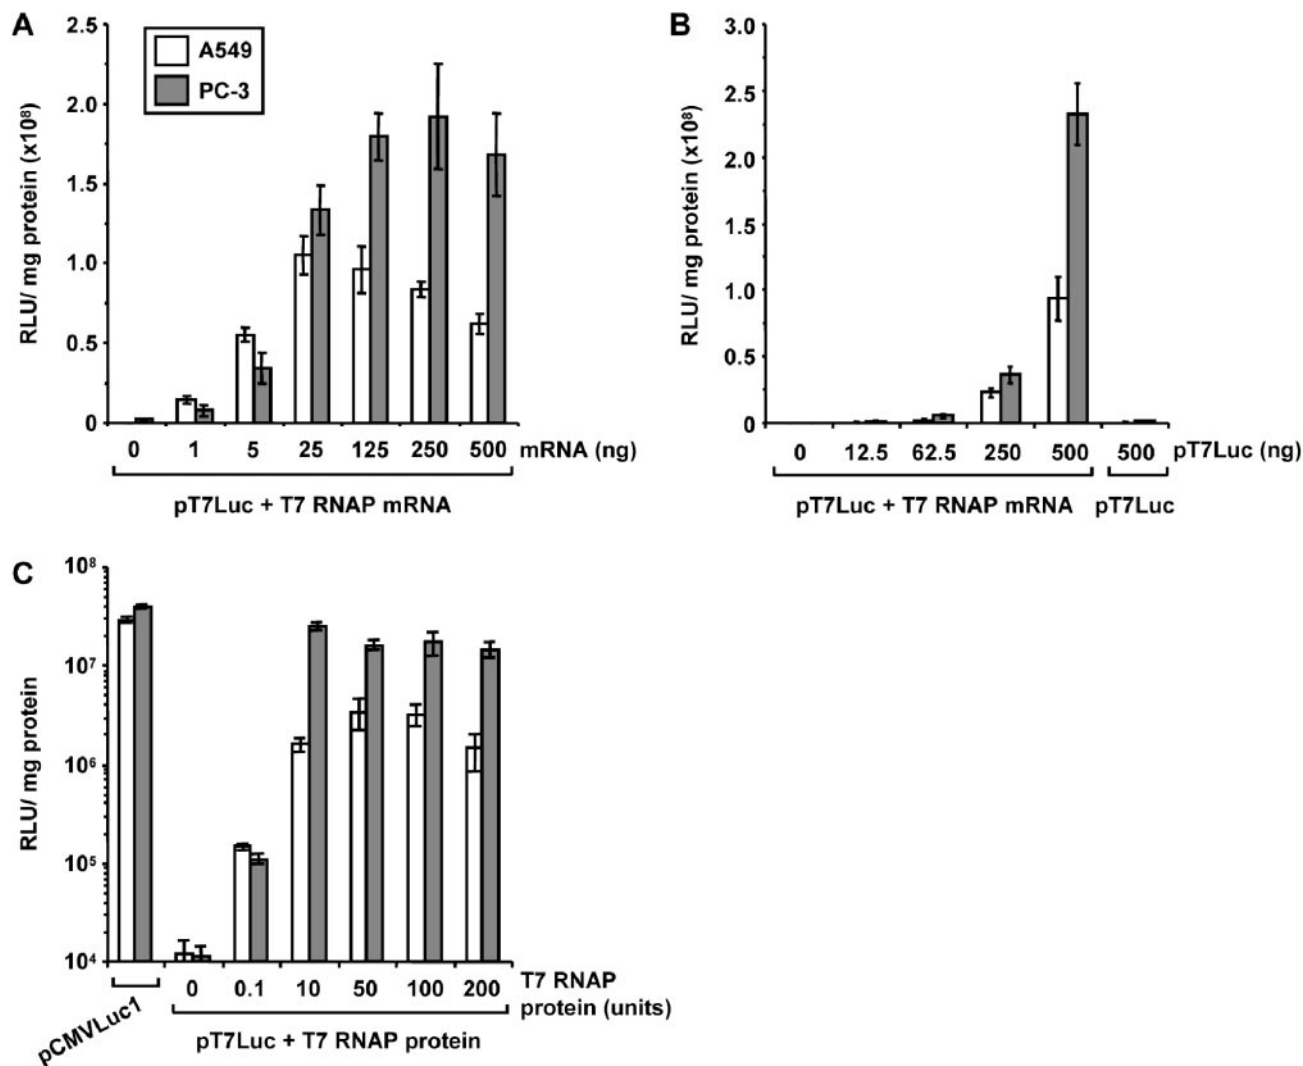 A
2.5
2.0
1.5
1.0
0.5
0
RLU/ mg protein (x10⁸)
A549
PC-3
0 1 5 25 125 250 500 mRNA (ng)
pT7Luc + T7 RNAP mRNA
B
3.0
2.5
2.0
1.5
1.0
0.5
0
RLU/ mg protein (x10⁸)
0 12.5 62.5 250 500 500 pT7Luc (ng)
pT7Luc + T7 RNAP mRNA pT7Luc
C
10⁸
10⁷
10⁶
10⁵
10⁴
RLU/ mg protein
pCMVLuc1
0 0.1 10 50 100 200 T7 RNAP
protein (units)
pT7Luc + T7 RNAP protein